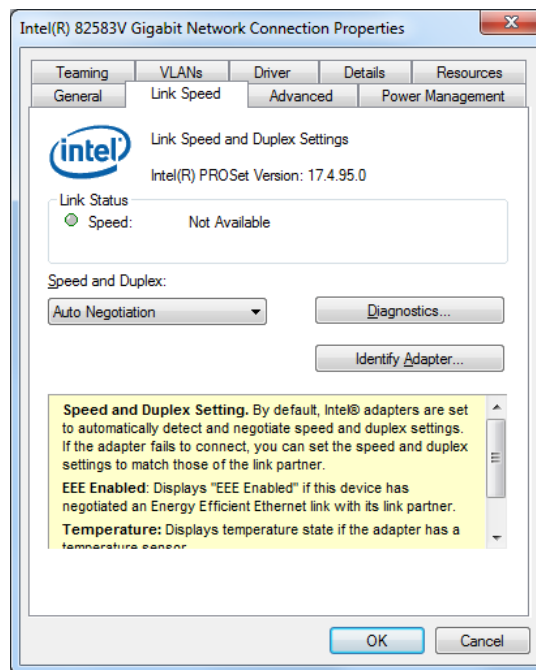 Intel(R) 82583V Gigabit Network Connection Properties
Teaming
VLANs
Driver
Details
Resources
General
Link Speed
Advanced
Power Management
intel
Link Speed and Duplex Settings
Intel(R) PROSet Version: 17.4.95.0
Link Status
Speed:
Not Available
Speed and Duplex:
Auto Negotiation
Diagnostics...
Identify Adapter...
Speed and Duplex Setting. By default, Intel® adapters are set
to automatically detect and negotiate speed and duplex settings.
If the adapter fails to connect, you can set the speed and duplex
settings to match those of the link partner.
EEE Enabled: Displays "EEE Enabled" if this device has
negotiated an Energy Efficient Ethernet link with its link partner.
Temperature: Displays temperature state if the adapter has a
temperature sensor
OK
Cancel